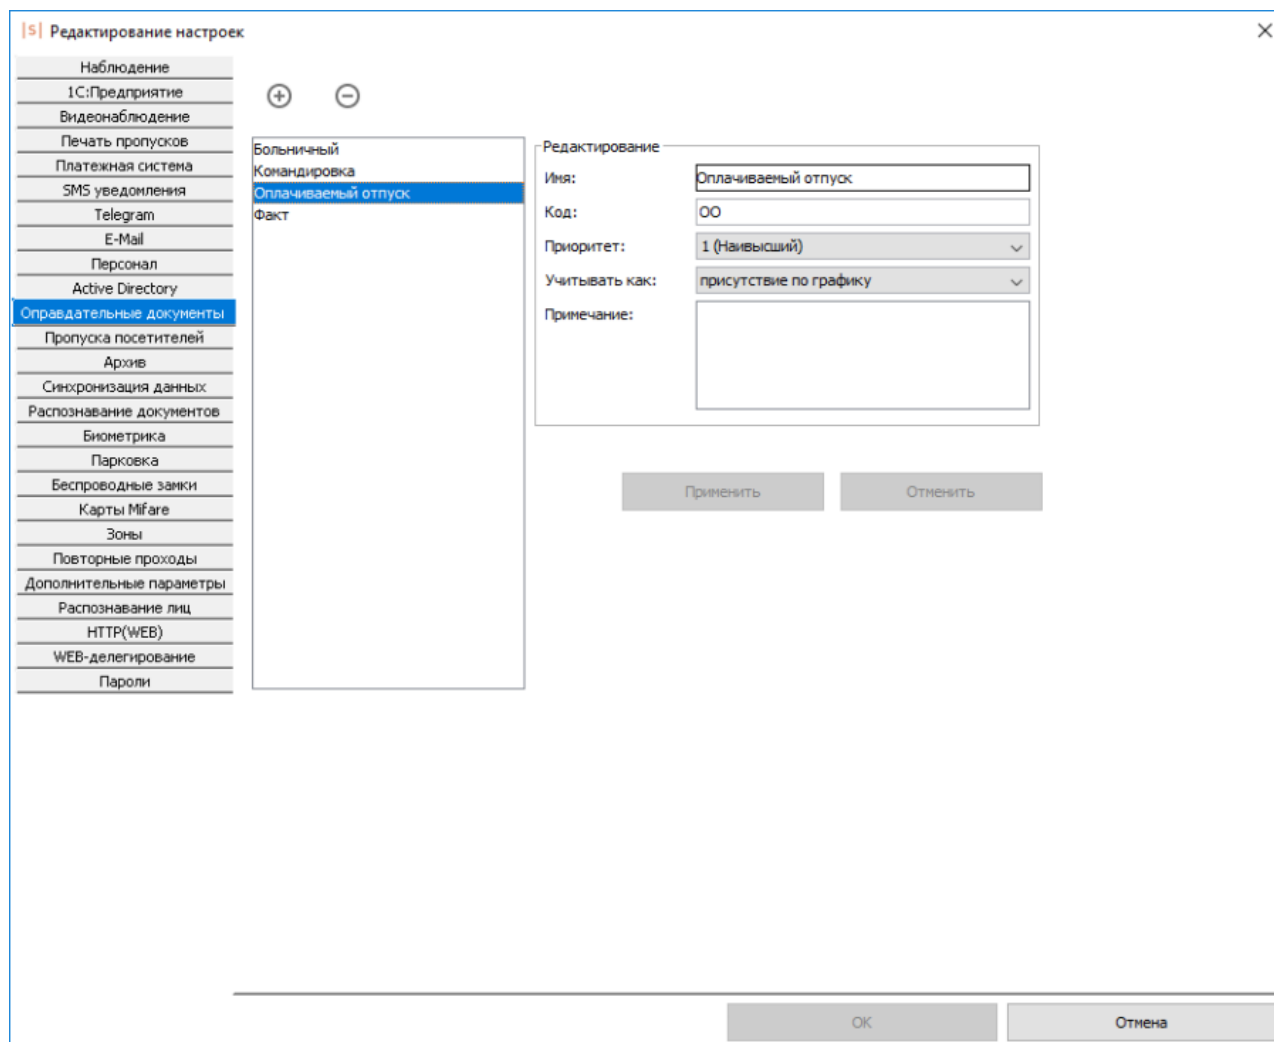 |S| Редактирование настроек
Наблюдение
1С:Предприятие
Видеонаблюдение
Печать пропусков
Платежная система
SMS уведомления
Telegram
E-Mail
Персонал
Active Directory
Оправдательные документы
Пропуска посетителей
Архив
Синхронизация данных
Распознавание документов
Биометрика
Парковка
Беспроводные замки
Карты Mifare
Зоны
Повторные проходы
Дополнительные параметры
Распознавание лиц
HTTP(WEB)
WEB-делегирование
Пароли
Больничный
Командировка
Оплачиваемый отпуск
Факт
Редактирование
Имя: Оплачиваемый отпуск
Код: ОО
Приоритет: 1 (Наивысший)
Учитывать как: присутствие по графику
Примечание:
Применить Отменить
ОК Отмена